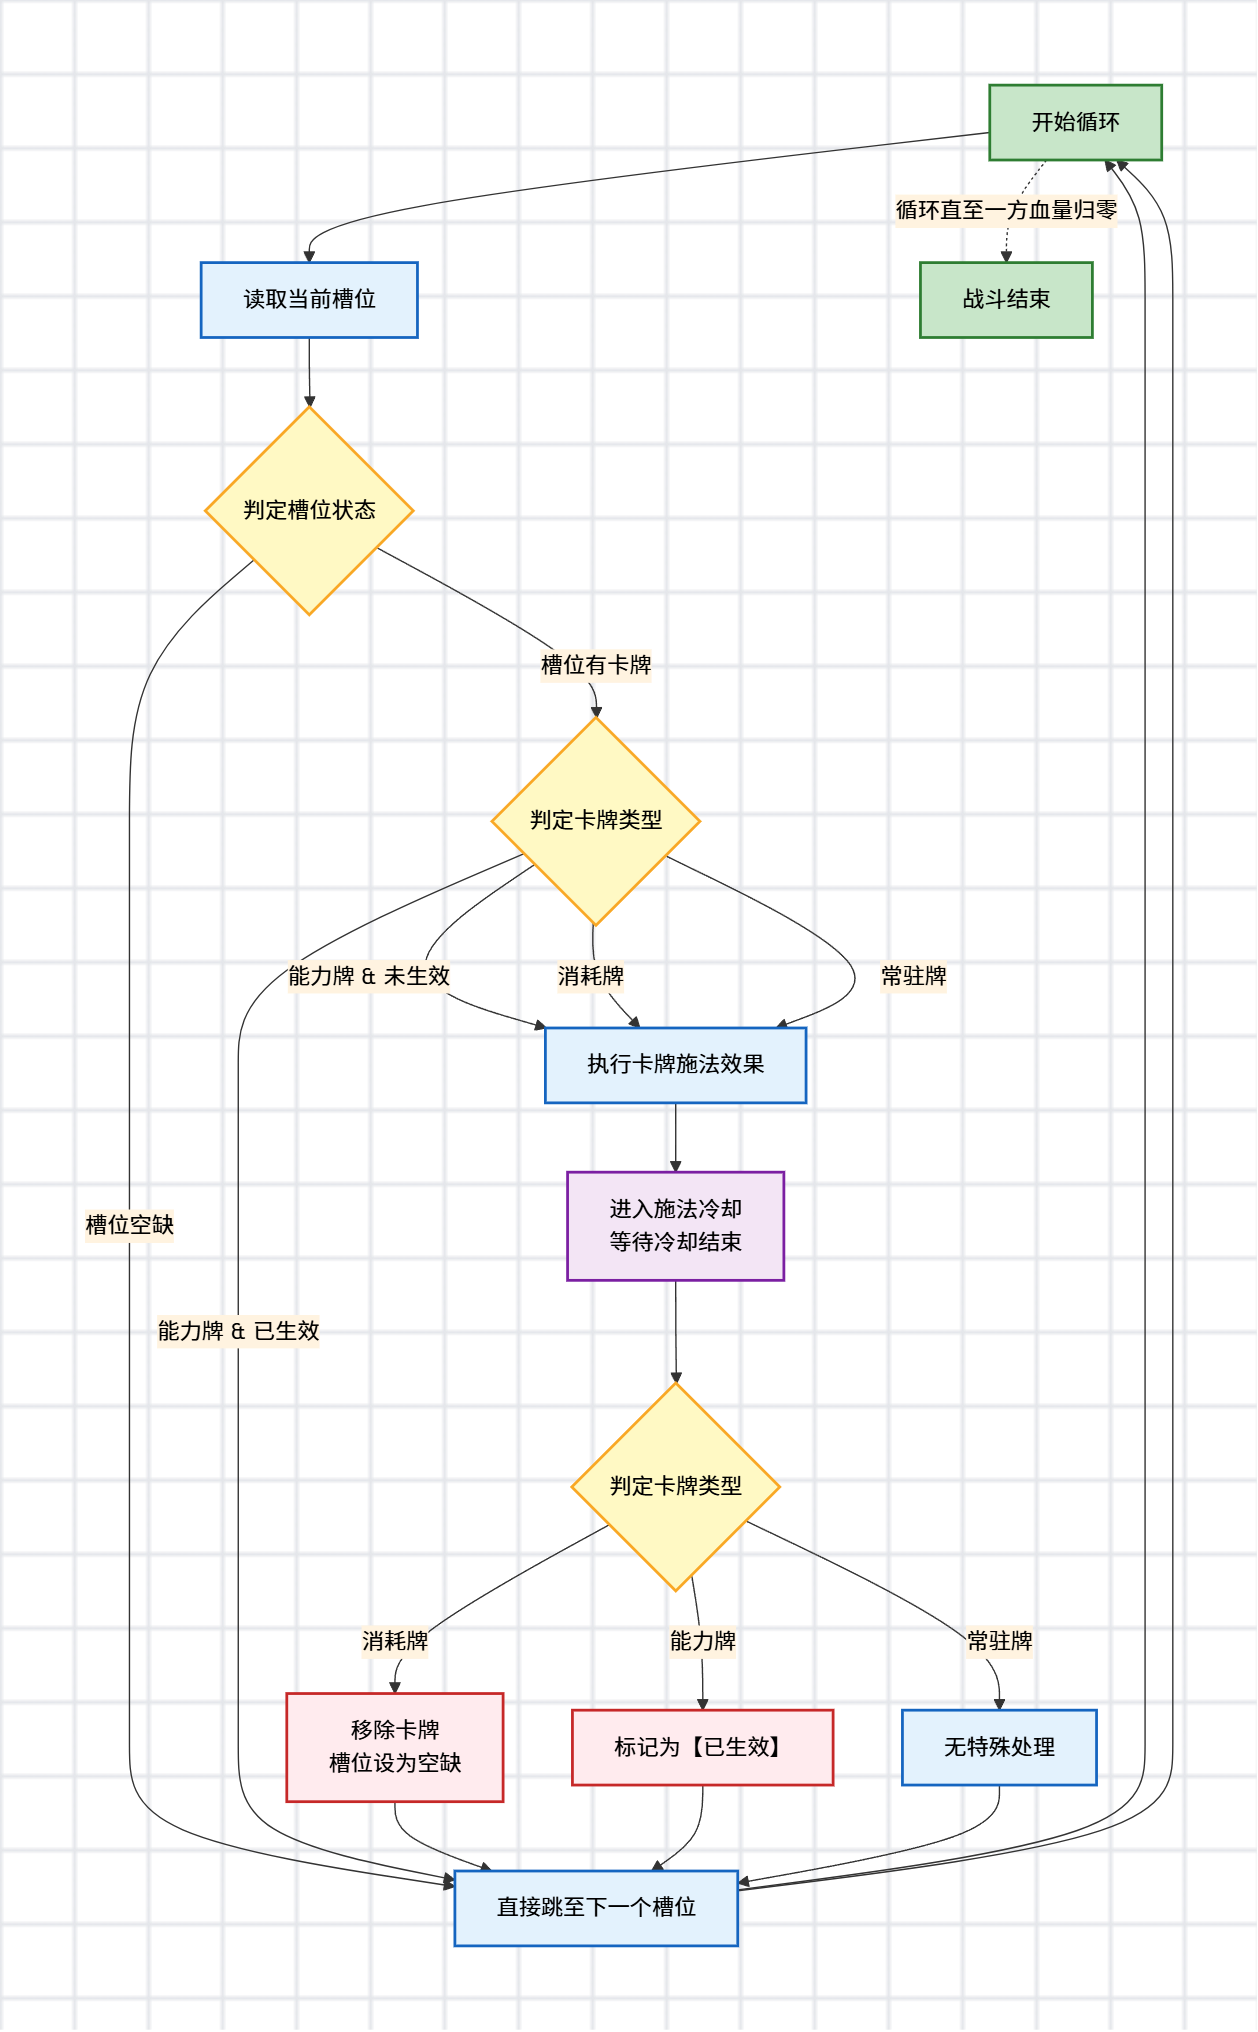 开始循环
循环直至一方血量归零
读取当前槽位
战斗结束
判定槽位状态
槽位有卡牌
判定卡牌类型
能力牌 & 未生效
消耗牌
常驻牌
执行卡牌施法效果
进入施法冷却
等待冷却结束
槽位空缺
能力牌 & 已生效
判定卡牌类型
消耗牌
能力牌
常驻牌
移除卡牌
槽位设为空缺
标记为【已生效】
无特殊处理
直接跳至下一个槽位